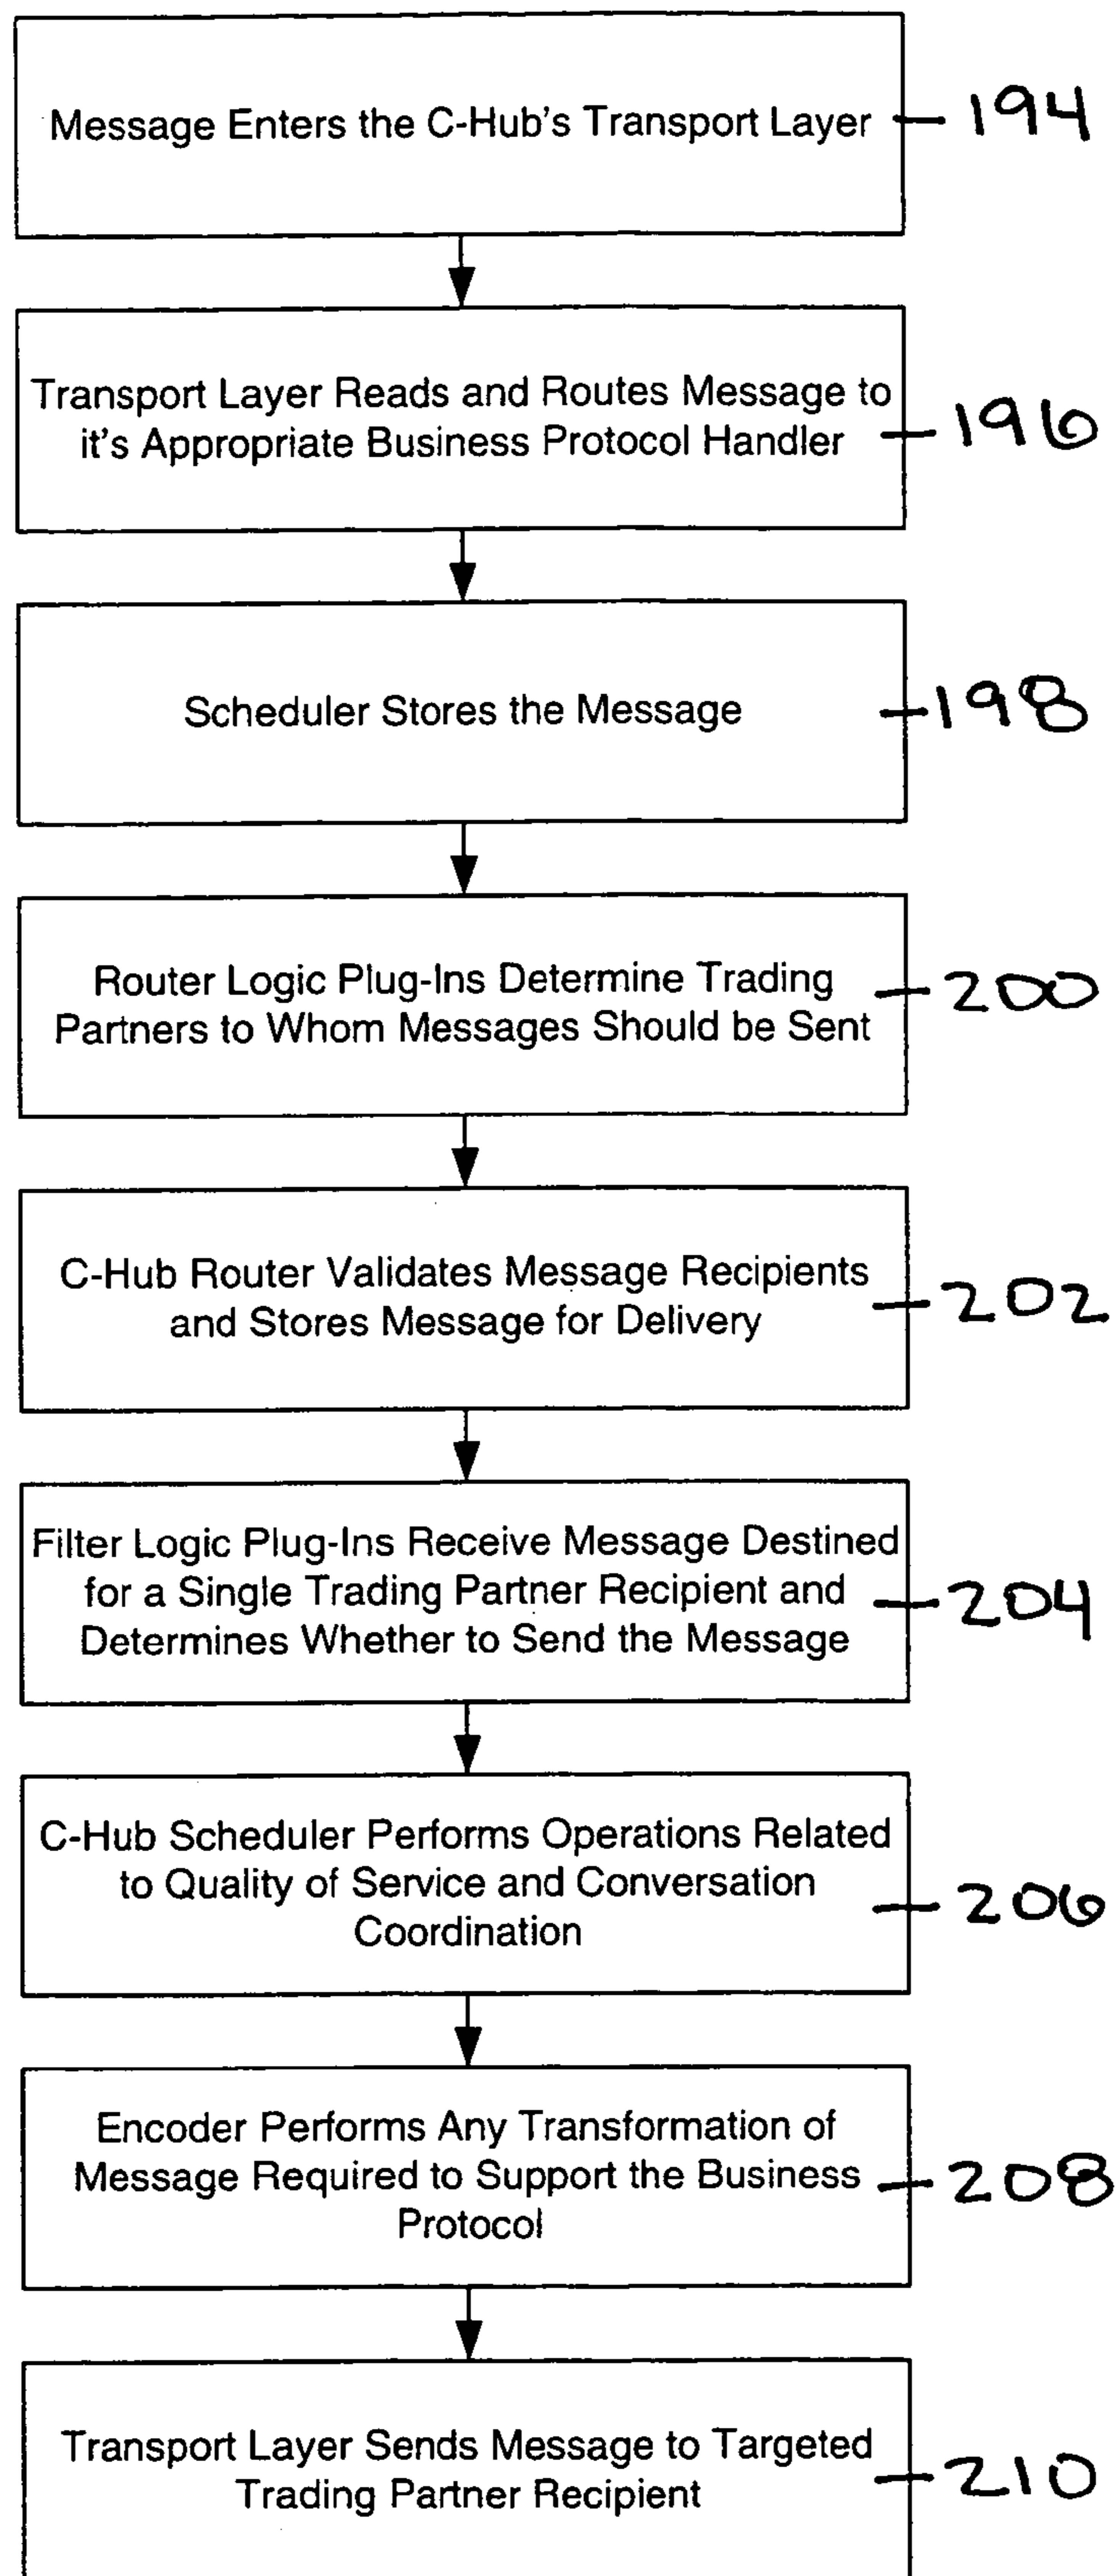 Message Enters the C-Hub's Transport Layer
194
Transport Layer Reads and Routes Message to
it's Appropriate Business Protocol Handler
196
Scheduler Stores the Message
198
Router Logic Plug-Ins Determine Trading
Partners to Whom Messages Should be Sent
200
C-Hub Router Validates Message Recipients
and Stores Message for Delivery
202
Filter Logic Plug-Ins Receive Message Destined
for a Single Trading Partner Recipient and
Determines Whether to Send the Message
204
C-Hub Scheduler Performs Operations Related
to Quality of Service and Conversation
Coordination
206
Encoder Performs Any Transformation of
Message Required to Support the Business
Protocol
208
Transport Layer Sends Message to Targeted
Trading Partner Recipient
210